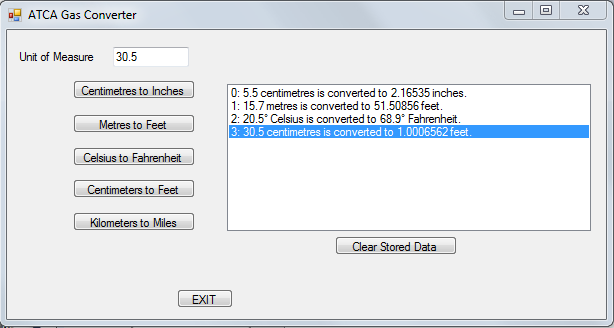 ATCA Gas Converter
Unit of Measure 30.5
Centimetres to Inches
Metres to Feet
Celsius to Fahrenheit
Centimeters to Feet
Kilometers to Miles
0: 5.5 centimetres is converted to 2.16535 inches.
1: 15.7 metres is converted to 51.50856 feet.
2: 20.5° Celsius is converted to 68.9° Fahrenheit.
3: 30.5 centimetres is converted to 1.0006562 feet.
Clear Stored Data
EXIT